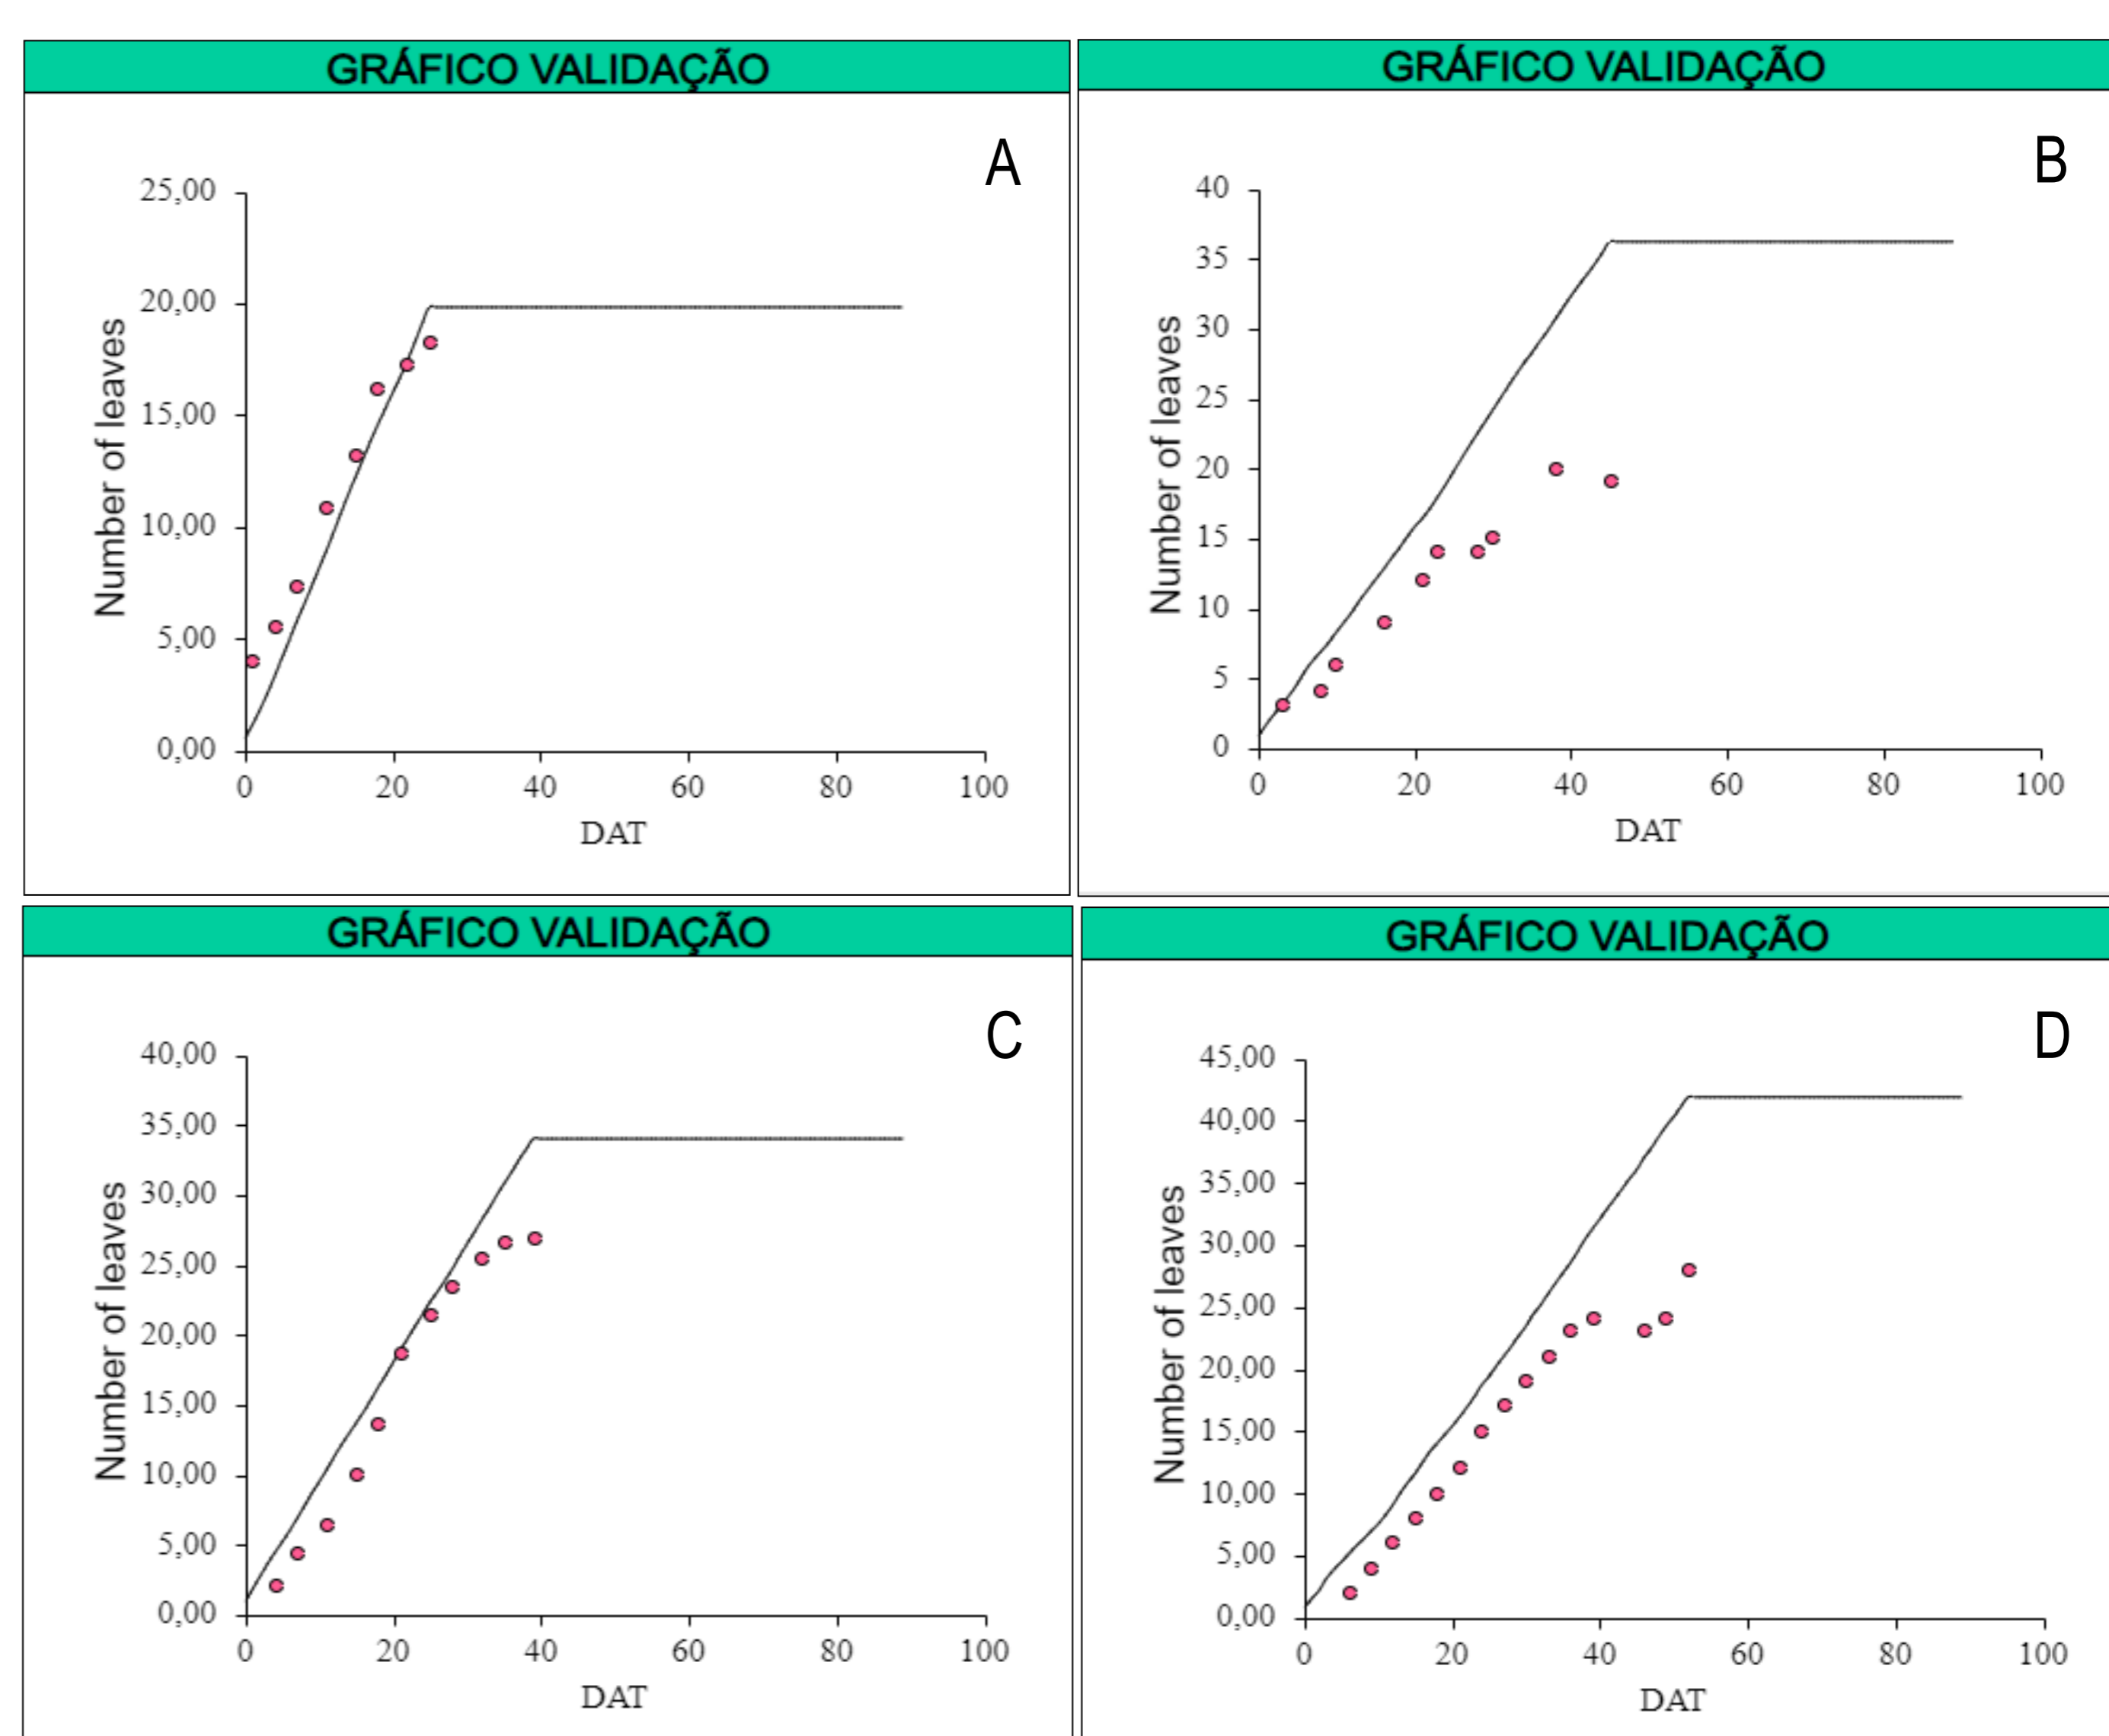 GRÁFICO VALIDAÇÃO
A
25,00
20,00
15,00
10,00
5,00
0,00
Number of leaves
0 20 40 60 80 100
DAT
GRÁFICO VALIDAÇÃO
B
40
35
30
25
20
15
10
5
0
Number of leaves
0 20 40 60 80 100
DAT
GRÁFICO VALIDAÇÃO
C
40,00
35,00
30,00
25,00
20,00
15,00
10,00
5,00
0,00
Number of leaves
0 20 40 60 80 100
DAT
GRÁFICO VALIDAÇÃO
D
45,00
40,00
35,00
30,00
25,00
20,00
15,00
10,00
5,00
0,00
Number of leaves
0 20 40 60 80 100
DAT